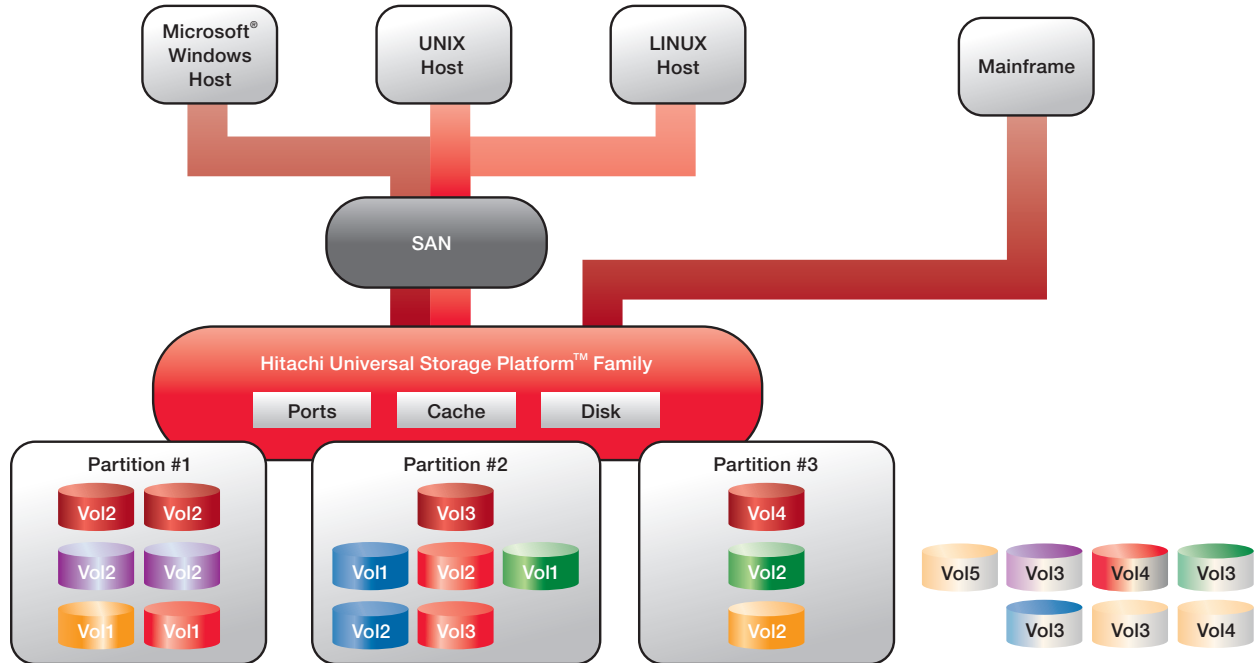 Microsoft®
Windows
Host
UNIX
Host
LINUX
Host
Mainframe
SAN
Hitachi Universal Storage Platform™ Family
Ports
Cache
Disk
Partition #1
Vol2
Vol2
Vol2
Vol2
Vol1
Vol1
Partition #2
Vol3
Vol1
Vol2
Vol1
Vol2
Vol3
Partition #3
Vol4
Vol2
Vol2
Vol5
Vol3
Vol4
Vol3
Vol3
Vol3
Vol4